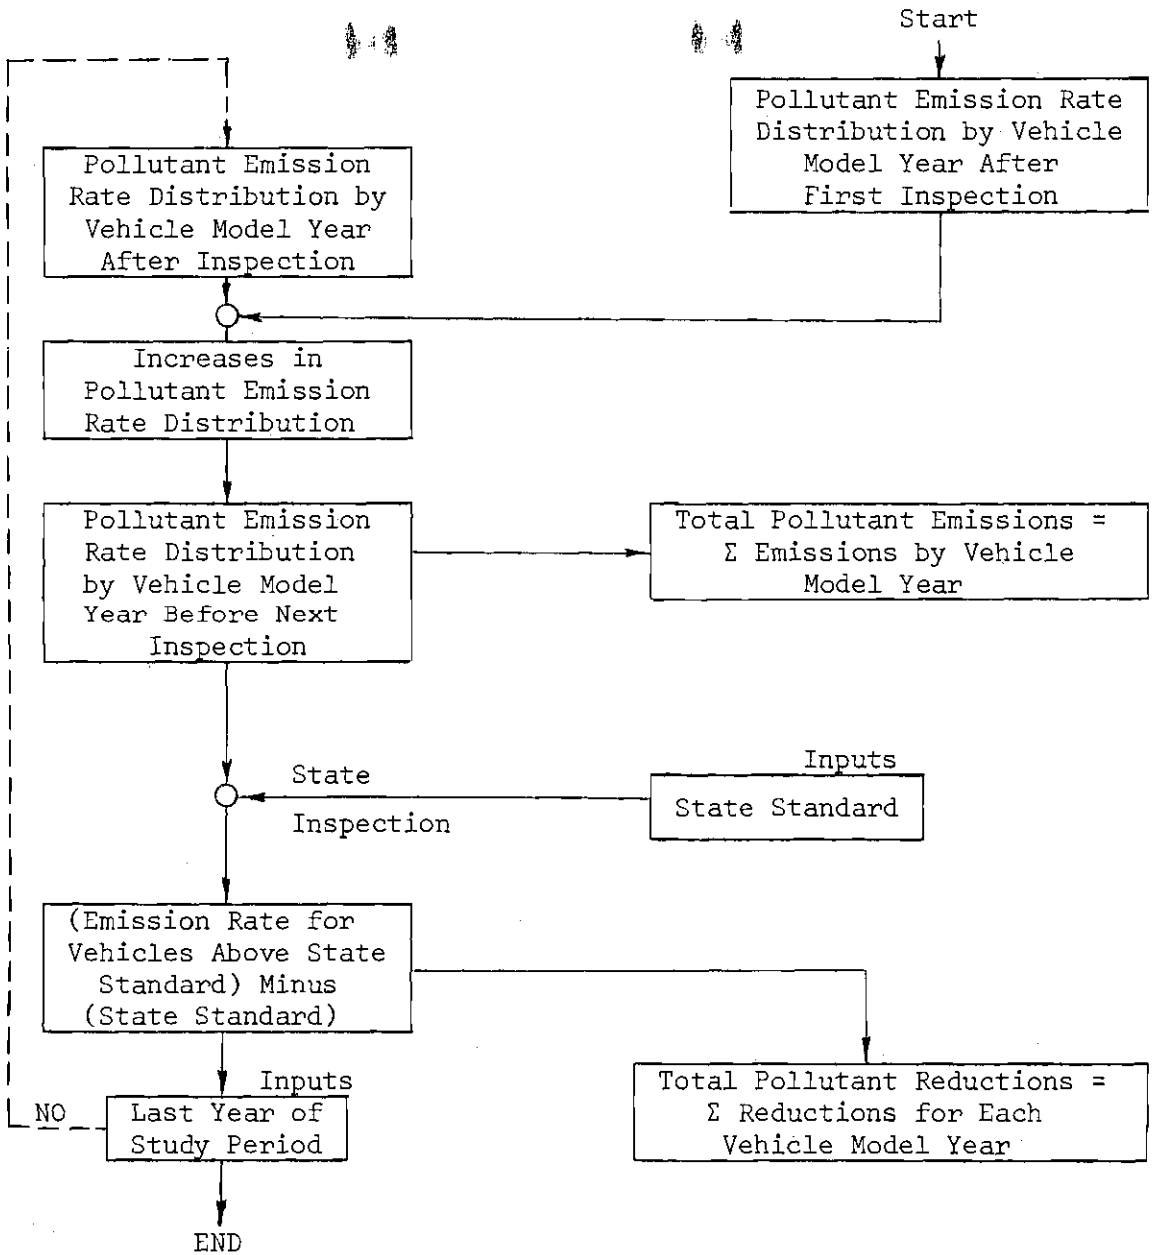 Start
Pollutant Emission Rate
Distribution by Vehicle
Model Year After
First Inspection
Pollutant Emission
Rate Distribution by
Vehicle Model Year
After Inspection
Increases in
Pollutant Emission
Rate Distribution
Pollutant Emission
Rate Distribution
by Vehicle Model
Year Before Next
Inspection
Total Pollutant Emissions =
Σ Emissions by Vehicle
Model Year
State
Inspection
Inputs
State Standard
(Emission Rate for
Vehicles Above State
Standard) Minus
(State Standard)
Total Pollutant Reductions =
Σ Reductions for Each
Vehicle Model Year
Inputs
Last Year of
Study Period
NO
END